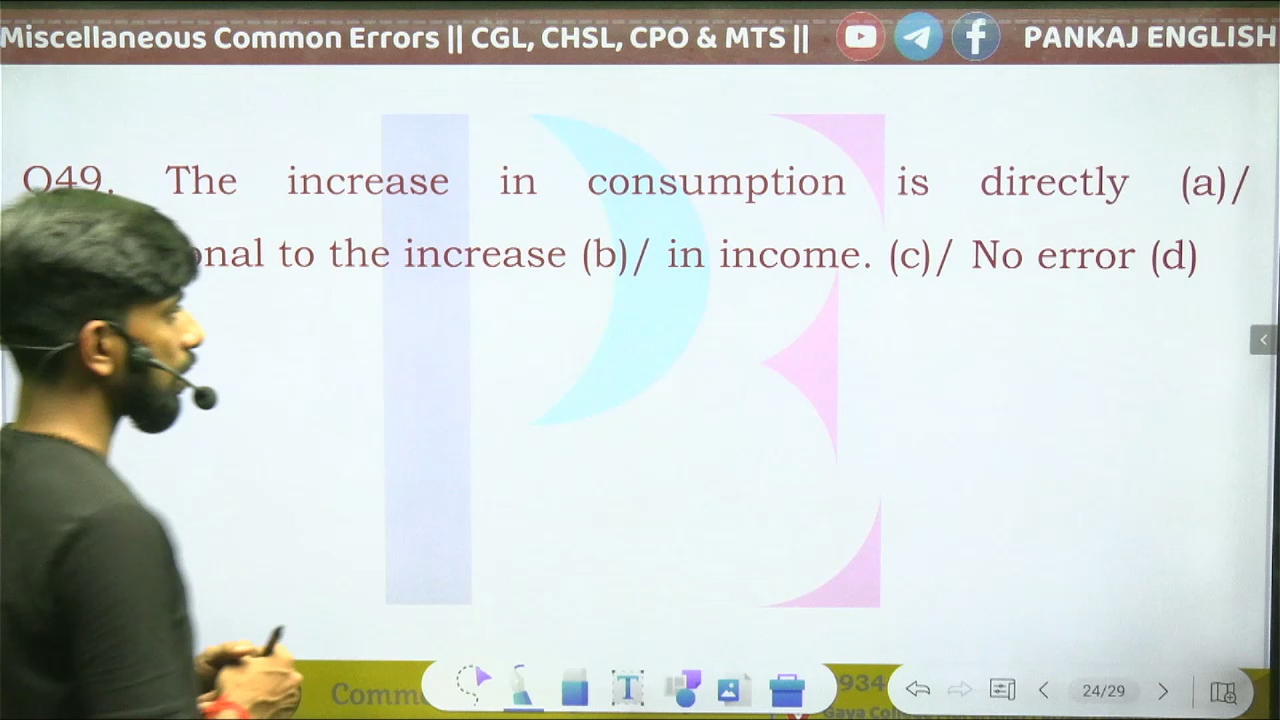 Miscellaneous Common Errors || CGL, CHSL, CPO & MTS || PANKAJ ENGLISH
Q49. The increase in consumption is directly (a)/
onal to the increase (b)/ in income. (c)/ No error (d)
24/29